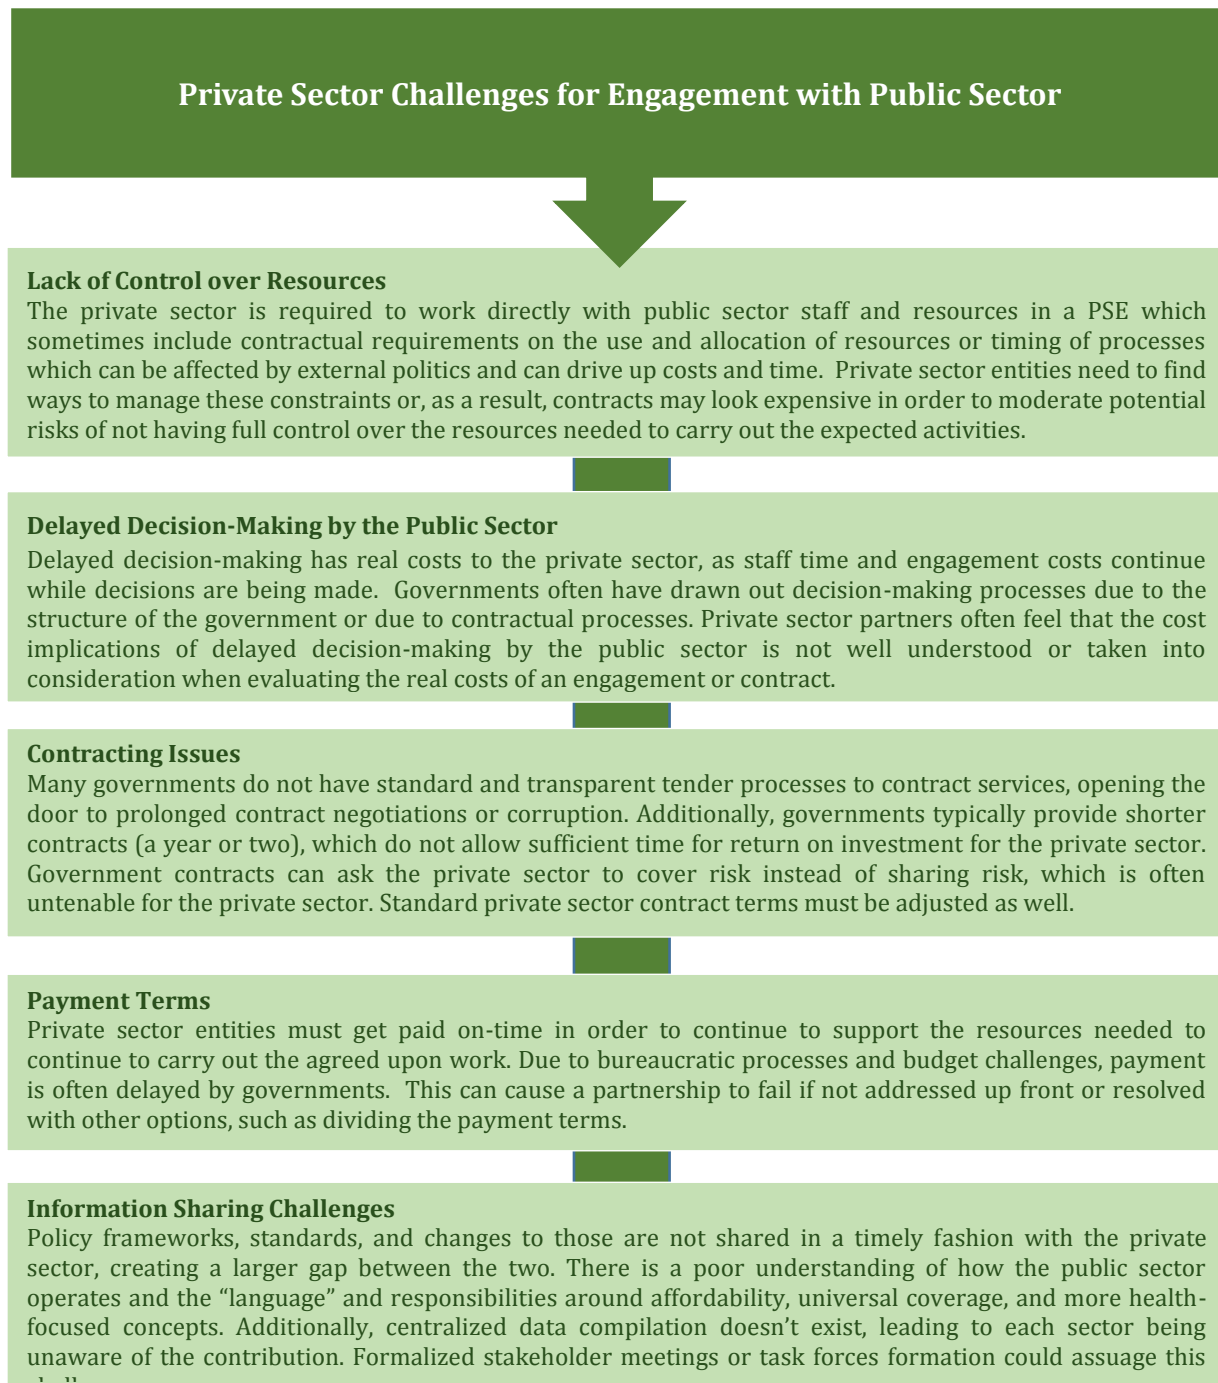 Private Sector Challenges for Engagement with Public Sector
Lack of Control over Resources
The private sector is required to work directly with public sector staff and resources in a PSE which
sometimes include contractual requirements on the use and allocation of resources or timing of processes
which can be affected by external politics and can drive up costs and time. Private sector entities need to find
ways to manage these constraints or, as a result, contracts may look expensive in order to moderate potential
risks of not having full control over the resources needed to carry out the expected activities.
Delayed Decision-Making by the Public Sector
Delayed decision-making has real costs to the private sector, as staff time and engagement costs continue
while decisions are being made. Governments often have drawn out decision-making processes due to the
structure of the government or due to contractual processes. Private sector partners often feel that the cost
implications of delayed decision-making by the public sector is not well understood or taken into
consideration when evaluating the real costs of an engagement or contract.
Contracting Issues
Many governments do not have standard and transparent tender processes to contract services, opening the
door to prolonged contract negotiations or corruption. Additionally, governments typically provide shorter
contracts (a year or two), which do not allow sufficient time for return on investment for the private sector.
Government contracts can ask the private sector to cover risk instead of sharing risk, which is often
untenable for the private sector. Standard private sector contract terms must be adjusted as well.
Payment Terms
Private sector entities must get paid on-time in order to continue to support the resources needed to
continue to carry out the agreed upon work. Due to bureaucratic processes and budget challenges, payment
is often delayed by governments. This can cause a partnership to fail if not addressed up front or resolved
with other options, such as dividing the payment terms.
Information Sharing Challenges
Policy frameworks, standards, and changes to those are not shared in a timely fashion with the private
sector, creating a larger gap between the two. There is a poor understanding of how the public sector
operates and the “language” and responsibilities around affordability, universal coverage, and more health-
focused concepts. Additionally, centralized data compilation doesn’t exist, leading to each sector being
unaware of the contribution. Formalized stakeholder meetings or task forces formation could assuage this